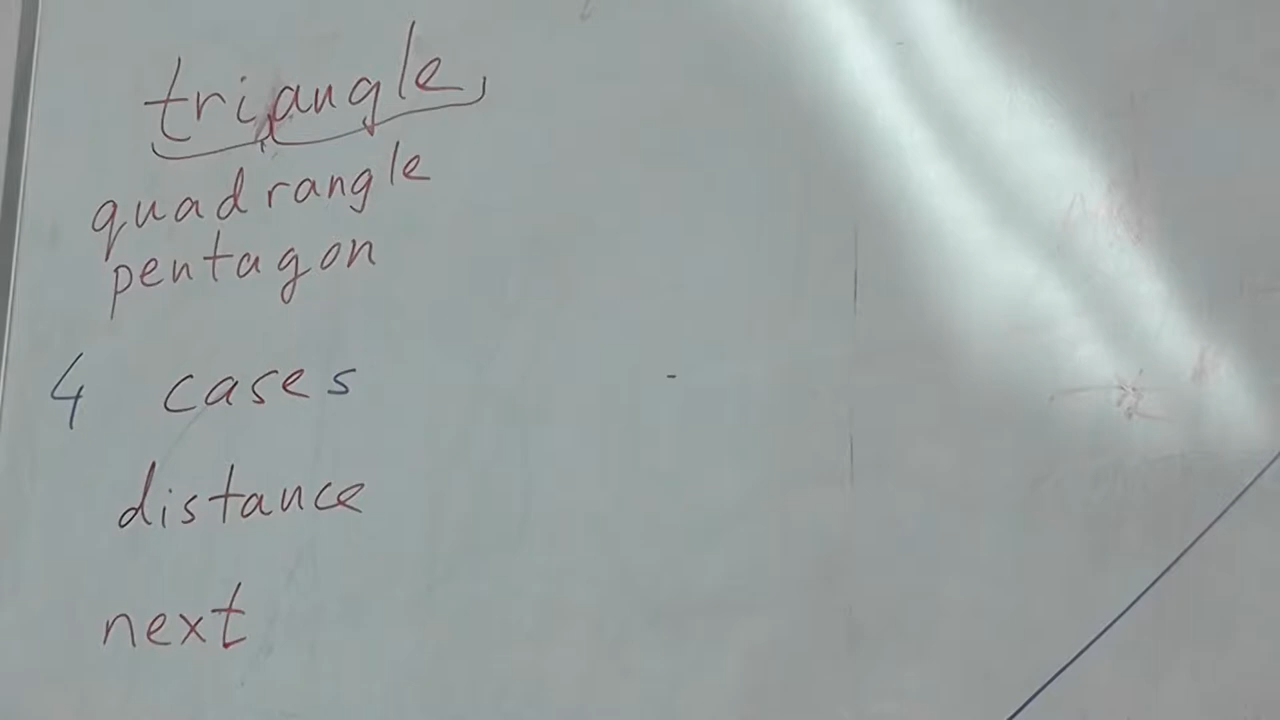 triangle
quadrangle
pentagon
4 cases
distance
next